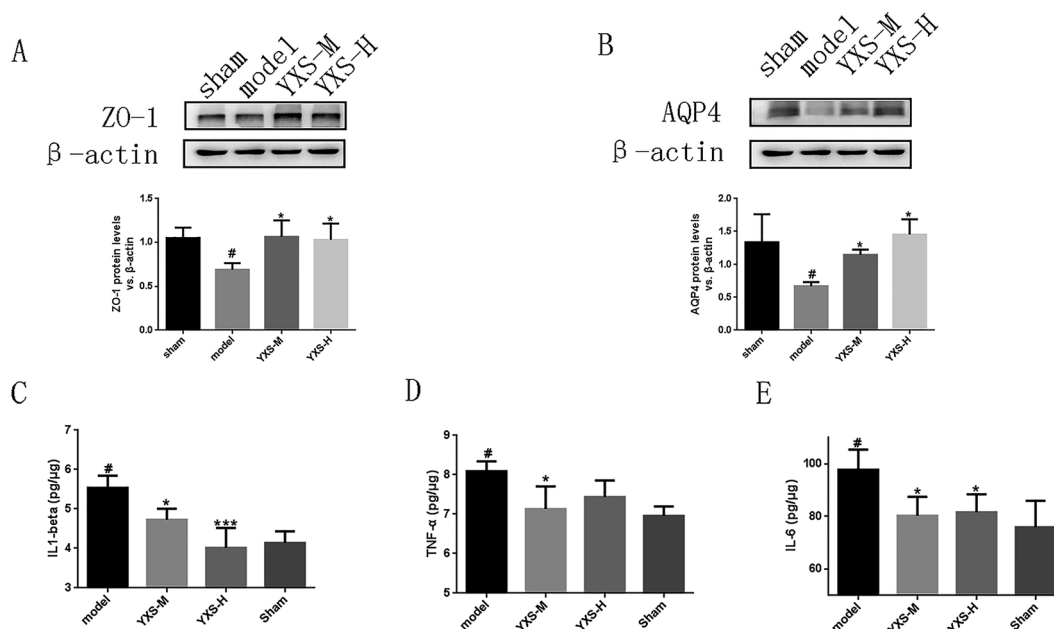 A
sham
model
YXS-M
YXS-H
ZO-1
β-actin
ZO-1 protein levels
vs. β-actin
1.5
1.0
0.5
0.0
#
*
*
sham
model
YXS-M
YXS-H
B
sham
model
YXS-M
YXS-H
AQP4
β-actin
AQP4 protein levels
vs. β-actin
2.0
1.5
1.0
0.5
0.0
#
*
*
sham
model
YXS-M
YXS-H
C
IL1-beta (pg/μg)
7
6
5
4
3
#
*
***
model
YXS-M
YXS-H
Sham
D
TNF-α (pg/μg)
9
8
7
6
5
#
*
model
YXS-M
YXS-H
Sham
E
IL-6 (pg/μg)
100
80
60
#
*
*
model
YXS-M
YXS-H
Sham